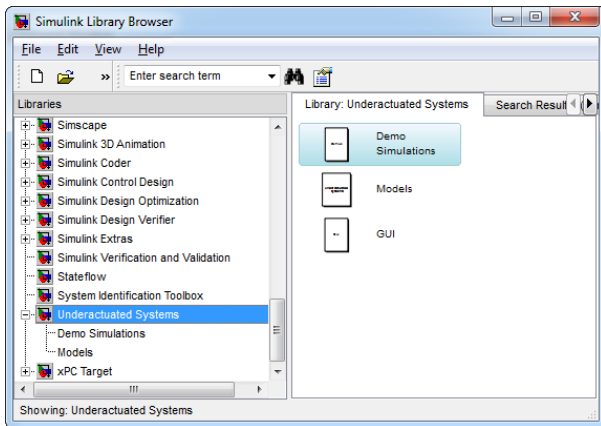 Simulink Library Browser
File Edit View Help
» Enter search term
Libraries
Simscape
Simulink 3D Animation
Simulink Coder
Simulink Control Design
Simulink Design Optimization
Simulink Design Verifier
Simulink Extras
Simulink Verification and Validation
Stateflow
System Identification Toolbox
Underactuated Systems
Demo Simulations
Models
xPC Target
Library: Underactuated Systems Search Result
Demo
Simulations
Models
GUI
Showing: Underactuated Systems